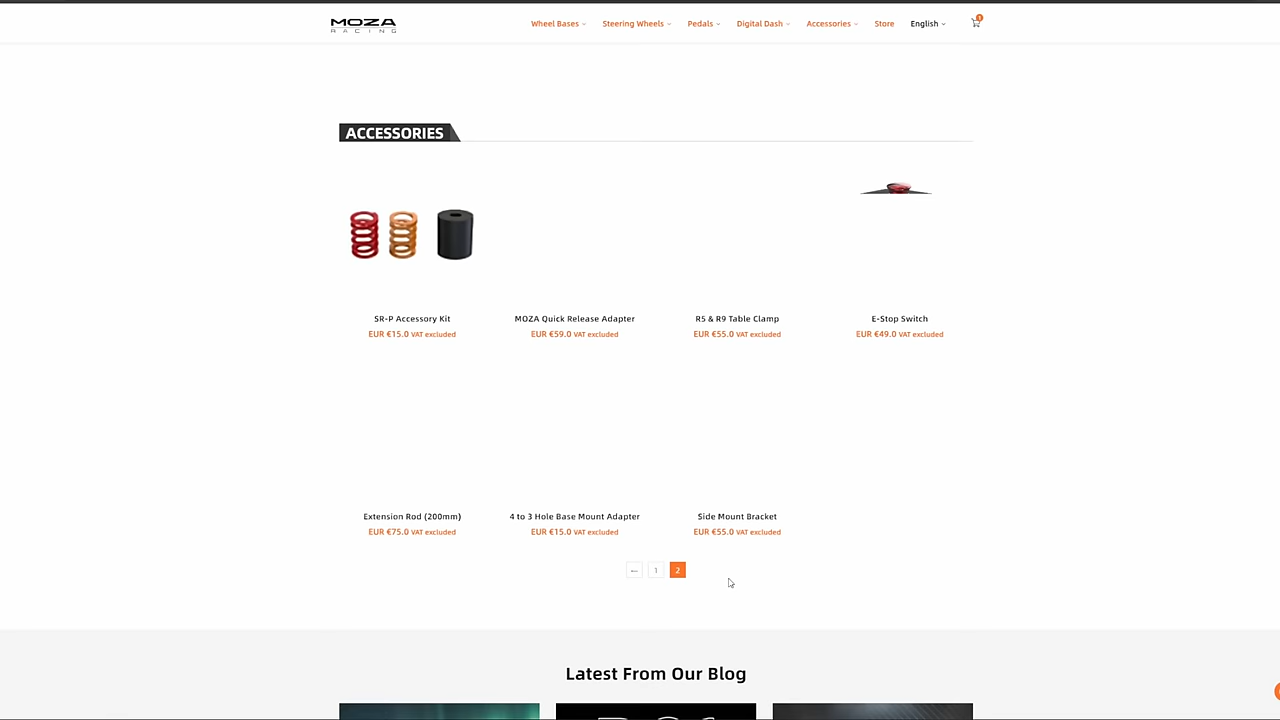 MOZA
RACING
Wheel Bases Steering Wheels Pedals Digital Dash Accessories Store English 1
ACCESSORIES
SR-P Accessory Kit
EUR €15.0 VAT excluded
MOZA Quick Release Adapter
EUR €59.0 VAT excluded
R5 & R9 Table Clamp
EUR €55.0 VAT excluded
E-Stop Switch
EUR €49.0 VAT excluded
Extension Rod (200mm)
EUR €75.0 VAT excluded
4 to 3 Hole Base Mount Adapter
EUR €15.0 VAT excluded
Side Mount Bracket
EUR €55.0 VAT excluded
← 1 2
Latest From Our Blog